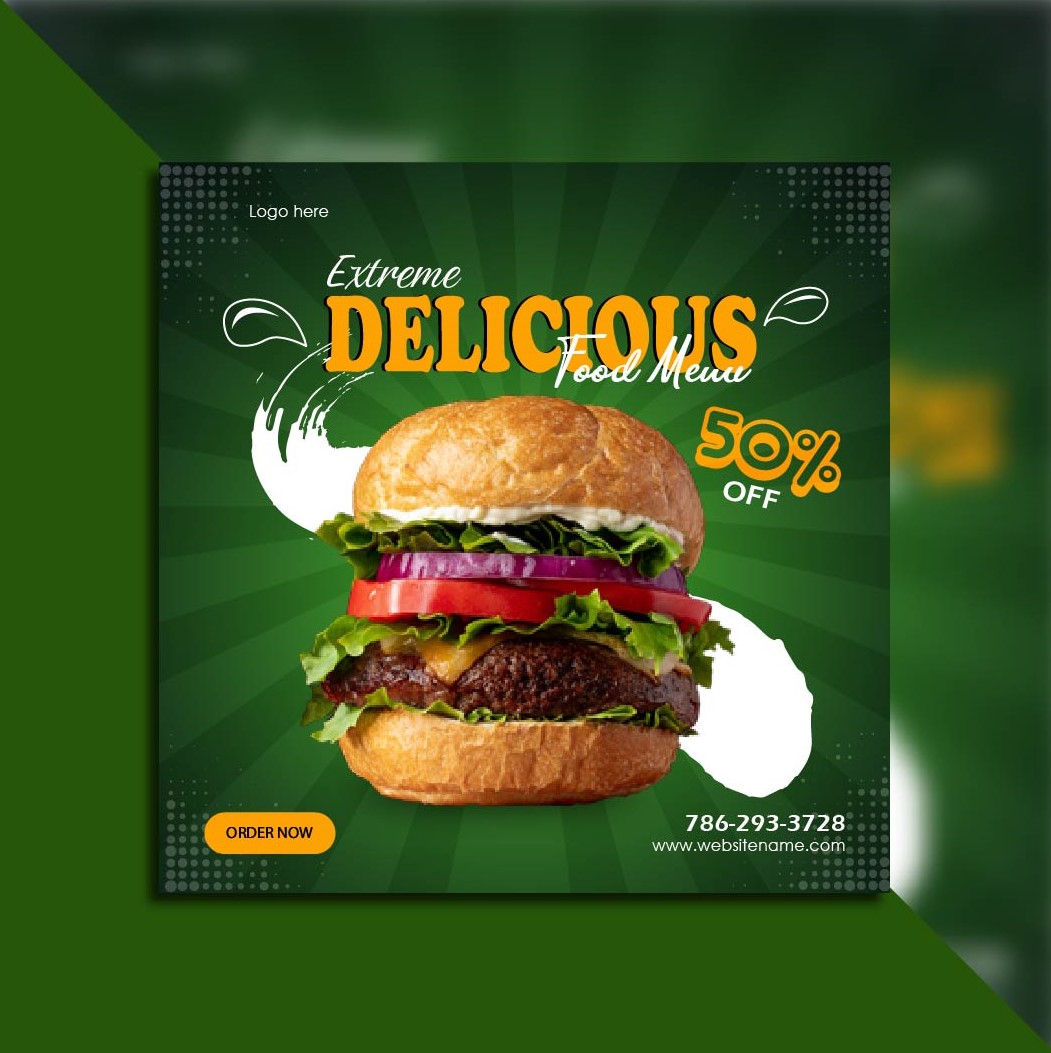 Logo here
Extreme
DELICIOUS
Food Menu
50%
OFF
ORDER NOW
786-293-3728
www.websitename.com